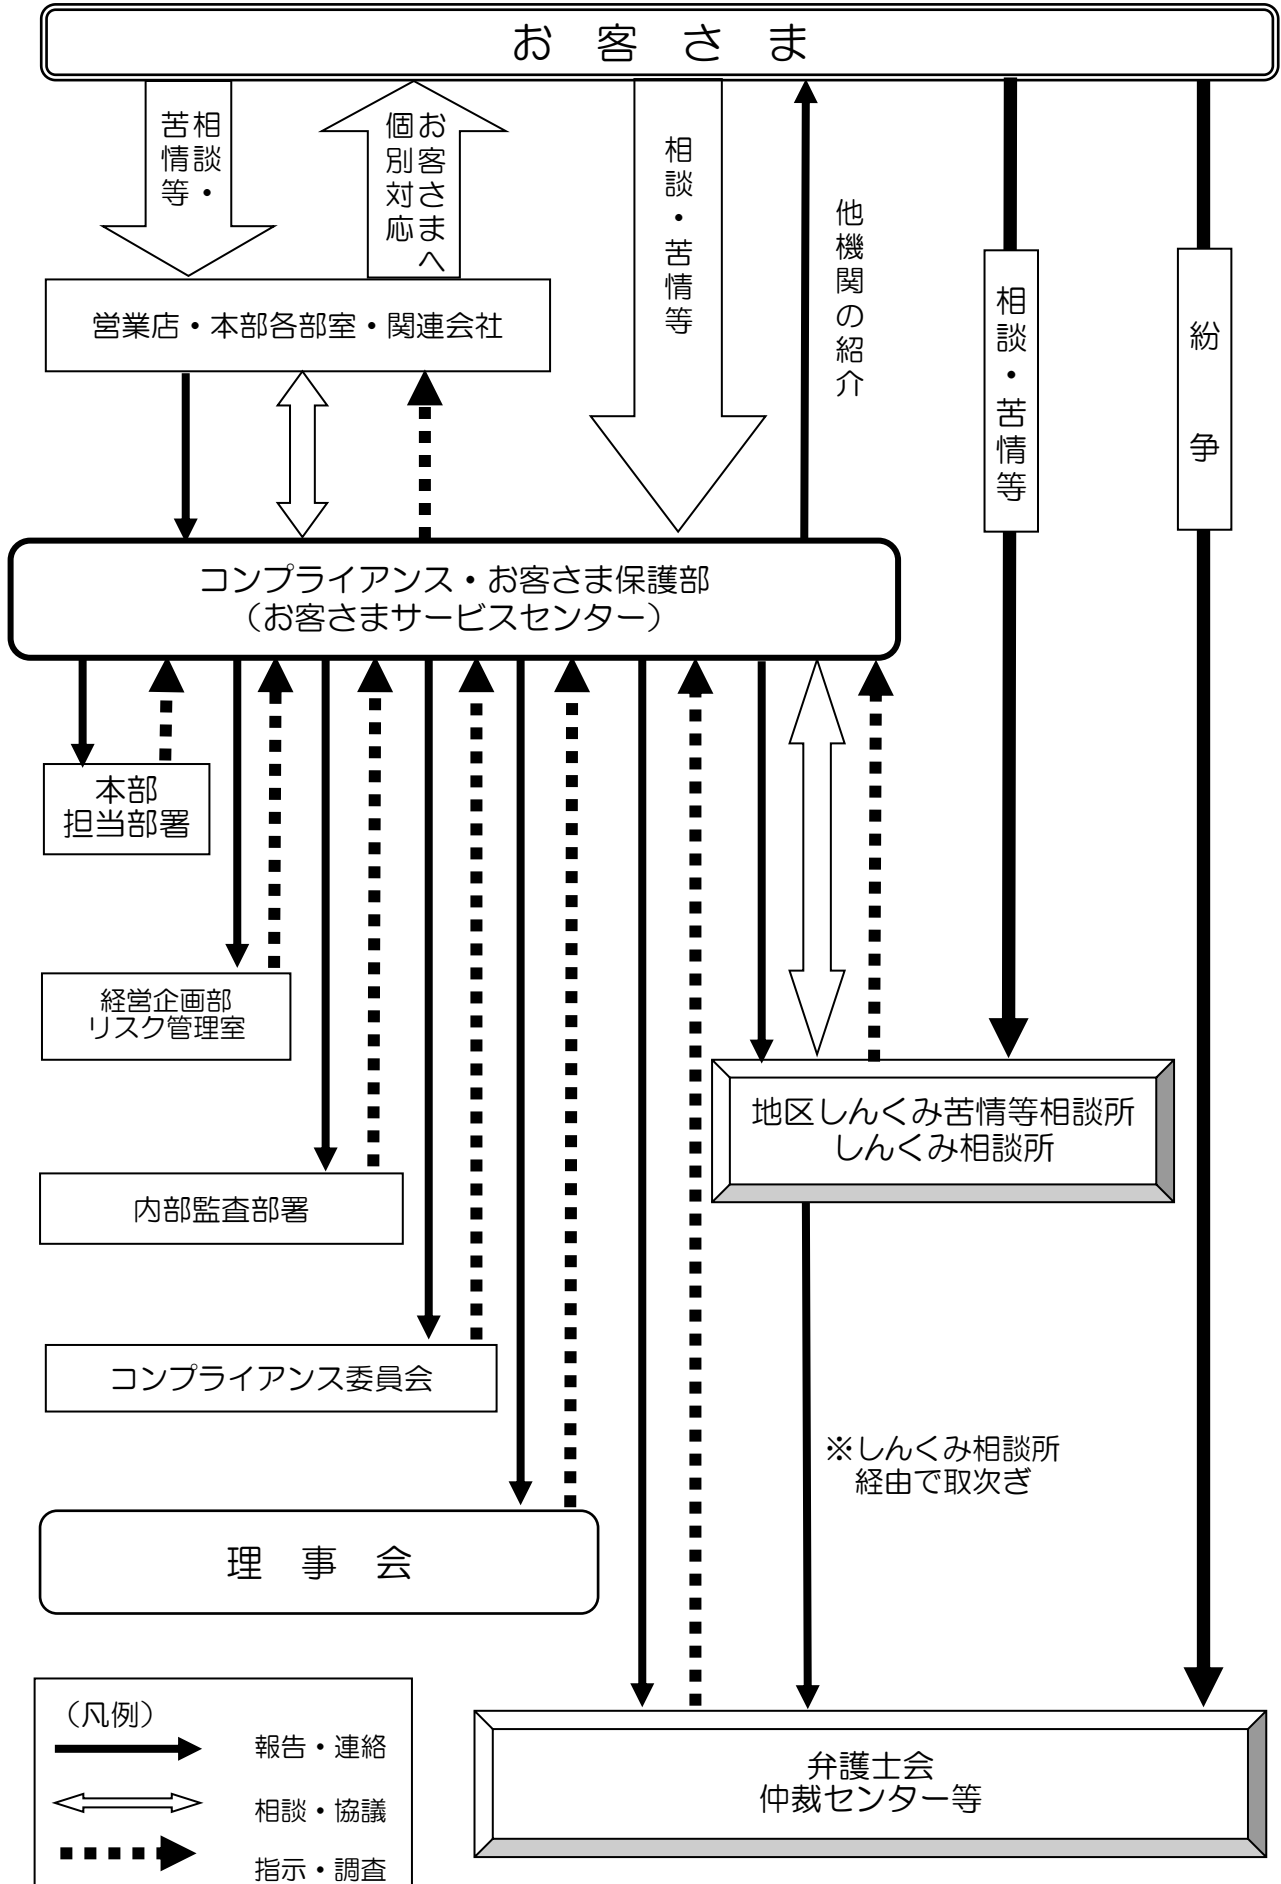 お客さま
相談・
苦情等
お客さまへ
個別対応
相談・苦情等
他機関の紹介
相談・苦情等
紛争
営業店・本部各部室・関連会社
コンプライアンス・お客さま保護部
（お客さまサービスセンター）
本部
担当部署
経営企画部
リスク管理室
地区しんくみ苦情等相談所
しんくみ相談所
内部監査部署
コンプライアンス委員会
※しんくみ相談所
経由で取次ぎ
理事会
弁護士会
仲裁センター等
（凡例）
報告・連絡
相談・協議
指示・調査